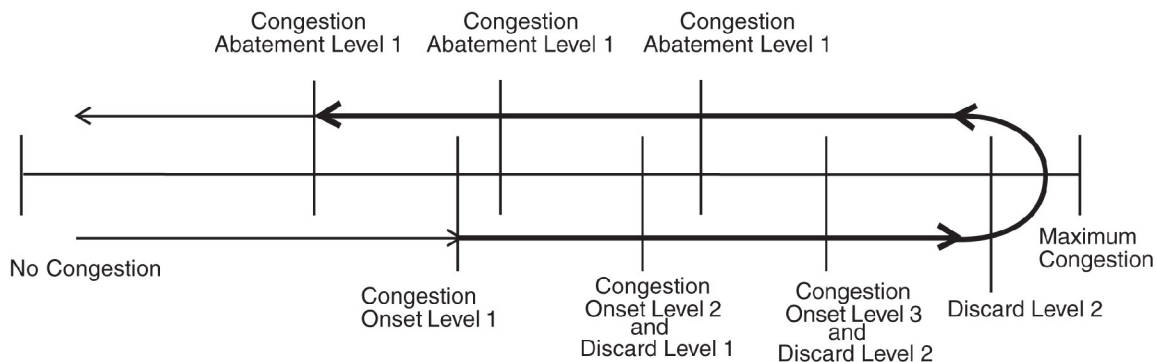 Congestion
Abatement Level 1
Congestion
Abatement Level 1
Congestion
Abatement Level 1
No Congestion
Maximum
Congestion
Congestion
Onset Level 1
Congestion
Onset Level 2
and
Discard Level 1
Congestion
Onset Level 3
and
Discard Level 2
Discard Level 2